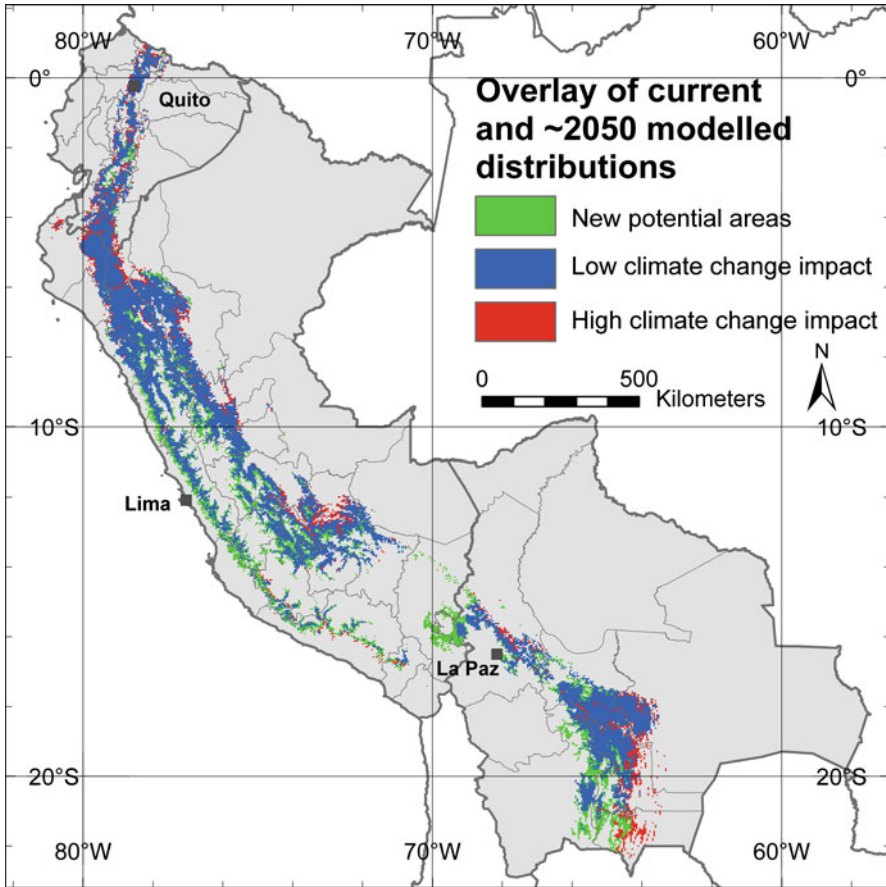 80°W 70°W 60°W
0° 0°
Quito
Overlay of current
and ~2050 modelled
distributions
New potential areas
Low climate change impact
High climate change impact
N
0 500
Kilometers
10°S 10°S
Lima
La Paz
20°S 20°S
80°W 70°W 60°W